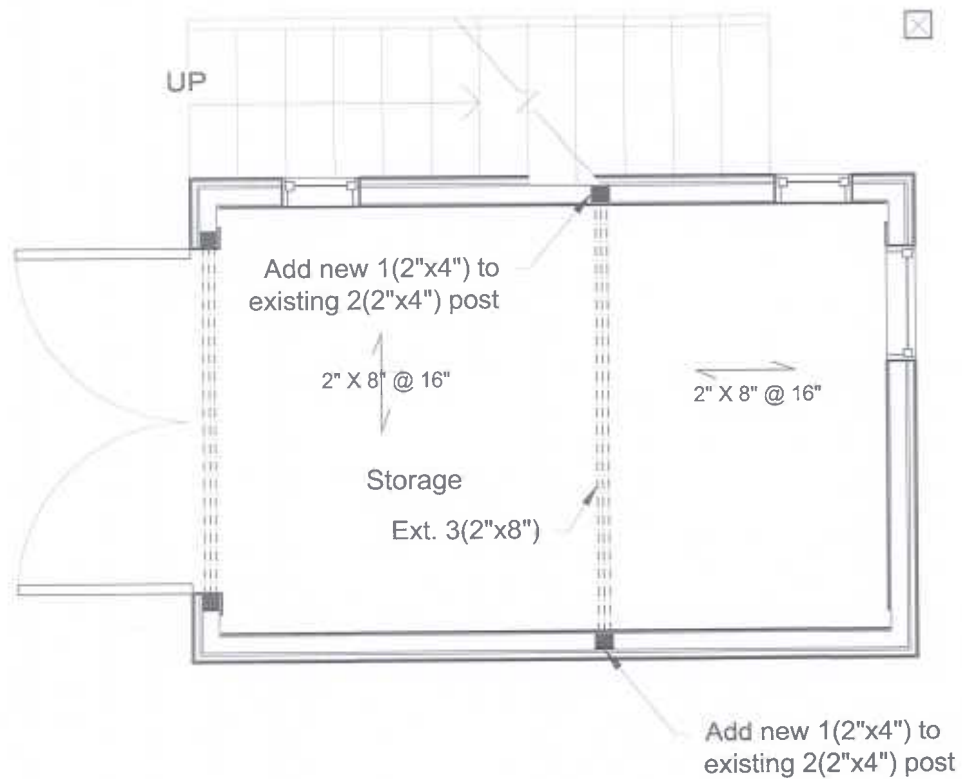 UP
Add new 1(2"x4") to
existing 2(2"x4") post
2" X 8" @ 16"
2" X 8" @ 16"
Storage
Ext. 3(2"x8")
Add new 1(2"x4") to
existing 2(2"x4") post